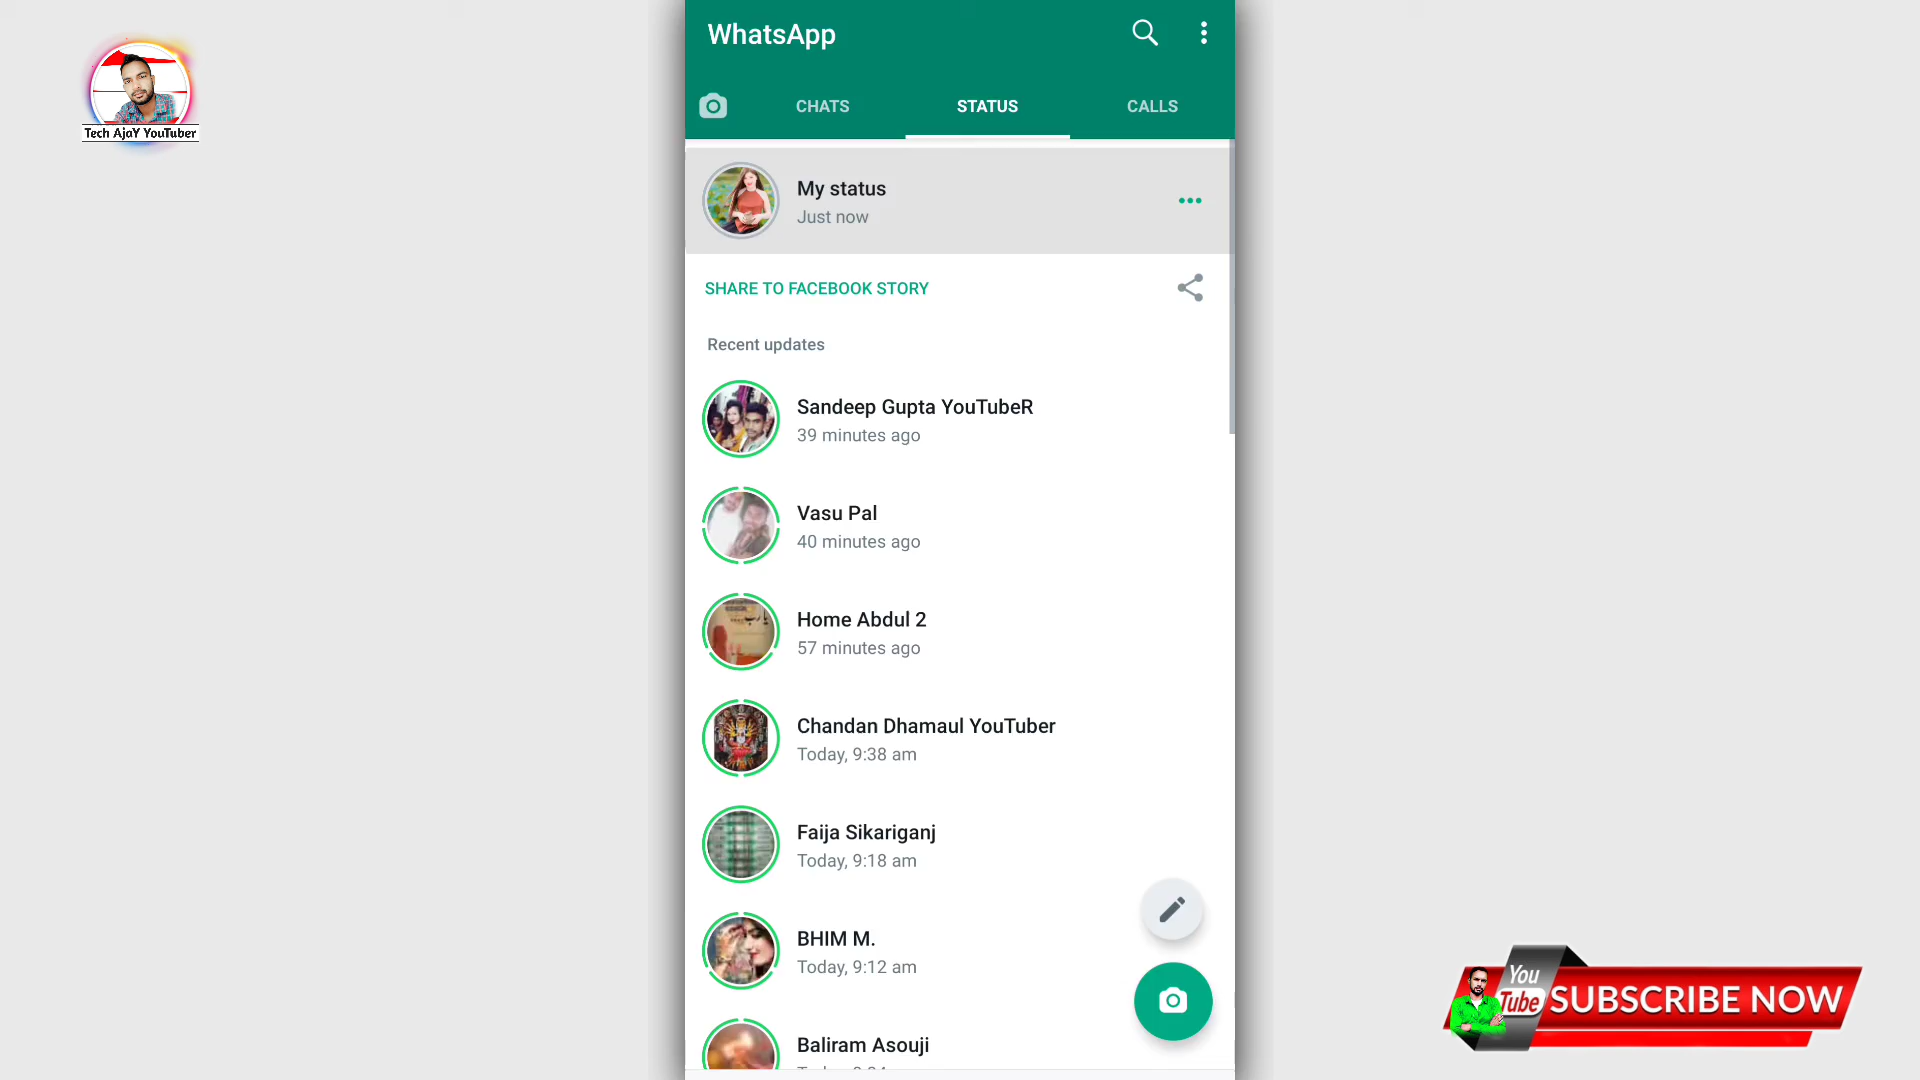 Tech AjaY YouTuber
WhatsApp
CHATS
STATUS
CALLS
My status
Just now
SHARE TO FACEBOOK STORY
Recent updates
Sandeep Gupta YouTubeR
39 minutes ago
Vasu Pal
40 minutes ago
Home Abdul 2
57 minutes ago
Chandan Dhamaul YouTuber
Today, 9:38 am
Faija Sikariganj
Today, 9:18 am
BHIM M.
Today, 9:12 am
Baliram Asouji
You
Tube
SUBSCRIBE NOW